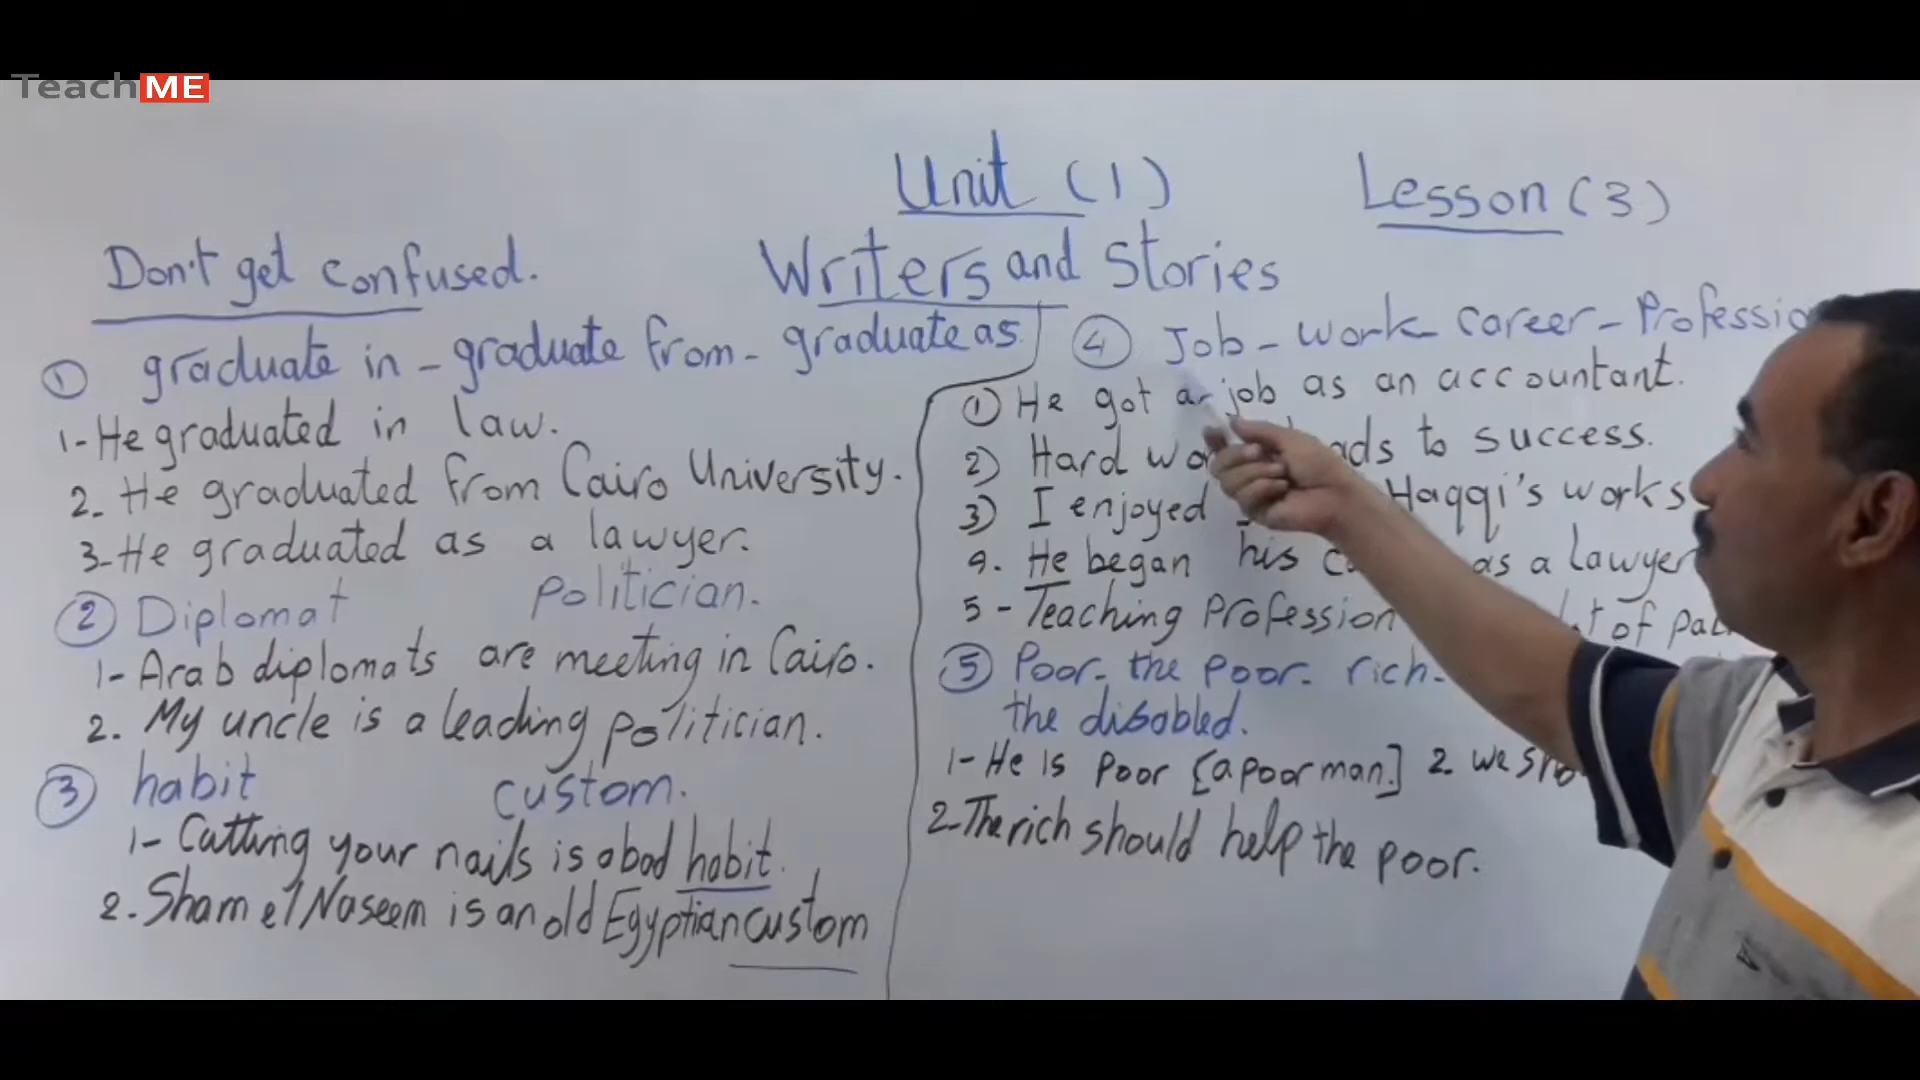 TeachME
Unit (1)
Lesson (3)
Writers and Stories
Don't get confused.
① graduate in - graduate from - graduate as
1- He graduated in law.
2. He graduated from Cairo University.
3- He graduated as a lawyer.
② Diplomat politician.
1- Arab diplomats are meeting in Cairo.
2. My uncle is a leading politician.
③ habit custom.
1- Cutting your nails is a bad habit.
2. Sham el Naseem is an old Egyptian custom
④ Job - work career - Profession
① He got a job as an accountant.
2) Hard to success.
3) I enjoyed Haqqi's works
4. He began his as a lawyer
5 - Teaching Profession of
⑤ Poor - the poor - rich -
the disabled.
1- He is poor [a poor man.] 2. we
2- The rich should help the poor.